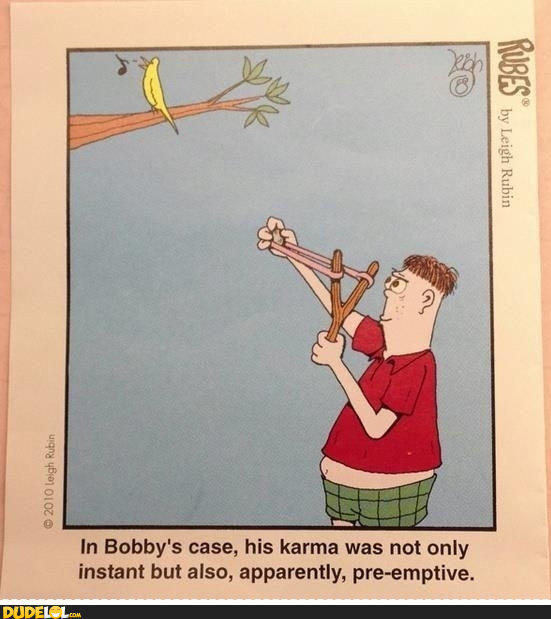 RUBES® by Leigh Rubin
Leigh
© 2010 Leigh Rubin
In Bobby's case, his karma was not only
instant but also, apparently, pre-emptive.
DUDELOL.COM